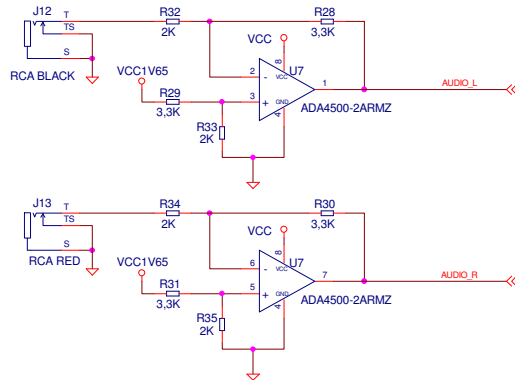 J12
T
TS
S
RCA BLACK
R32
2K
R28
3,3K
VCC
VCC1V65
R29
3,3K
R33
2K
2
3
8
VCC
GND
4
U7
1
ADA4500-2ARMZ
AUDIO_L
J13
T
TS
S
RCA RED
R34
2K
R30
3,3K
VCC
VCC1V65
R31
3,3K
R35
2K
6
5
8
VCC
GND
4
U7
7
ADA4500-2ARMZ
AUDIO_R